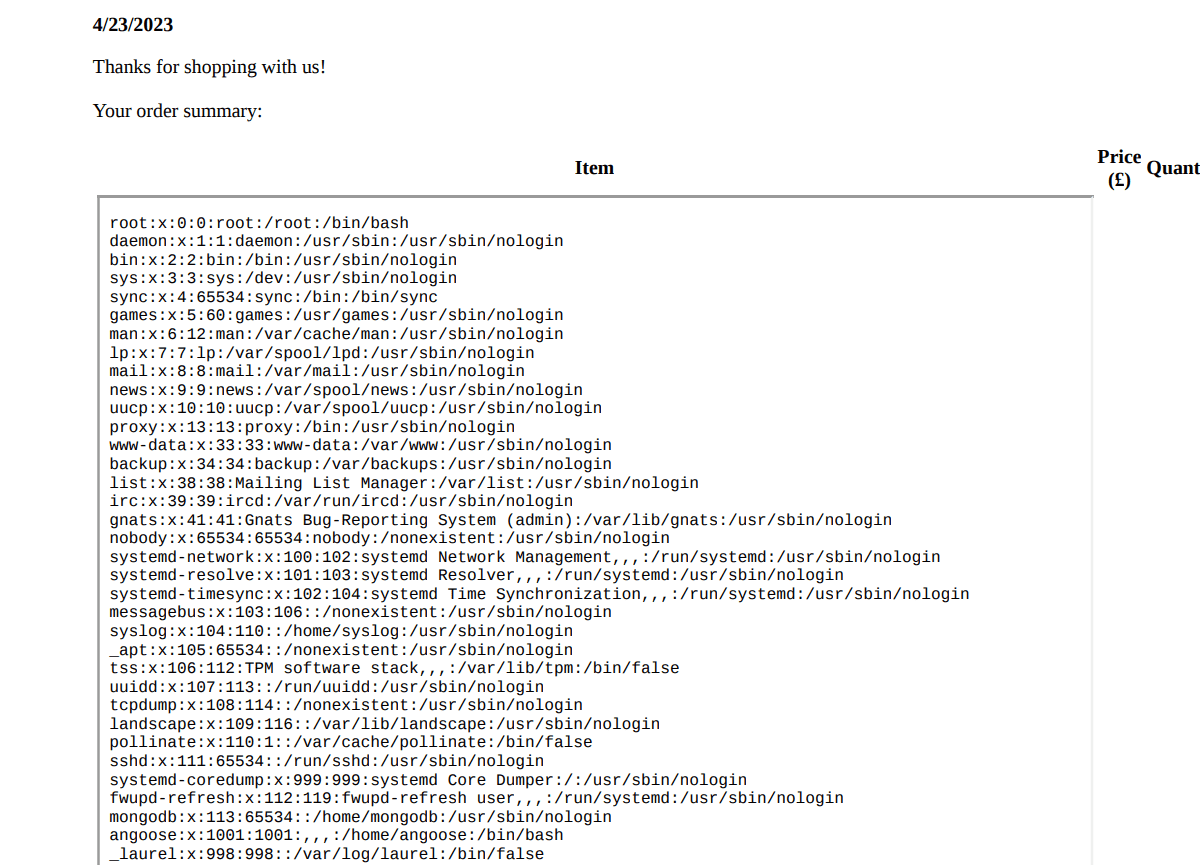 4/23/2023
Thanks for shopping with us!
Your order summary:
Item
Price
(£)
Quant
root:x:0:0:root:/root:/bin/bash
daemon:x:1:1:daemon:/usr/sbin:/usr/sbin/nologin
bin:x:2:2:bin:/bin:/usr/sbin/nologin
sys:x:3:3:sys:/dev:/usr/sbin/nologin
sync:x:4:65534:sync:/bin:/bin/sync
games:x:5:60:games:/usr/games:/usr/sbin/nologin
man:x:6:12:man:/var/cache/man:/usr/sbin/nologin
lp:x:7:7:lp:/var/spool/lpd:/usr/sbin/nologin
mail:x:8:8:mail:/var/mail:/usr/sbin/nologin
news:x:9:9:news:/var/spool/news:/usr/sbin/nologin
uucp:x:10:10:uucp:/var/spool/uucp:/usr/sbin/nologin
proxy:x:13:13:proxy:/bin:/usr/sbin/nologin
www-data:x:33:33:www-data:/var/www:/usr/sbin/nologin
backup:x:34:34:backup:/var/backups:/usr/sbin/nologin
list:x:38:38:Mailing List Manager:/var/list:/usr/sbin/nologin
irc:x:39:39:ircd:/var/run/ircd:/usr/sbin/nologin
gnats:x:41:41:Gnats Bug-Reporting System (admin):/var/lib/gnats:/usr/sbin/nologin
nobody:x:65534:65534:nobody:/nonexistent:/usr/sbin/nologin
systemd-network:x:100:102:systemd Network Management,,,:/run/systemd:/usr/sbin/nologin
systemd-resolve:x:101:103:systemd Resolver,,,:/run/systemd:/usr/sbin/nologin
systemd-timesync:x:102:104:systemd Time Synchronization,,,:/run/systemd:/usr/sbin/nologin
messagebus:x:103:106::/nonexistent:/usr/sbin/nologin
syslog:x:104:110::/home/syslog:/usr/sbin/nologin
_apt:x:105:65534::/nonexistent:/usr/sbin/nologin
tss:x:106:112:TPM software stack,,,:/var/lib/tpm:/bin/false
uuidd:x:107:113::/run/uuidd:/usr/sbin/nologin
tcpdump:x:108:114::/nonexistent:/usr/sbin/nologin
landscape:x:109:116::/var/lib/landscape:/usr/sbin/nologin
pollinate:x:110:1::/var/cache/pollinate:/bin/false
sshd:x:111:65534::/run/sshd:/usr/sbin/nologin
systemd-coredump:x:999:999:systemd Core Dumper:/:/usr/sbin/nologin
fwupd-refresh:x:112:119:fwupd-refresh user,,,:/run/systemd:/usr/sbin/nologin
mongodb:x:113:65534::/home/mongodb:/usr/sbin/nologin
angoose:x:1001:1001:,,,:/home/angoose:/bin/bash
_laurel:x:998:998::/var/log/laurel:/bin/false